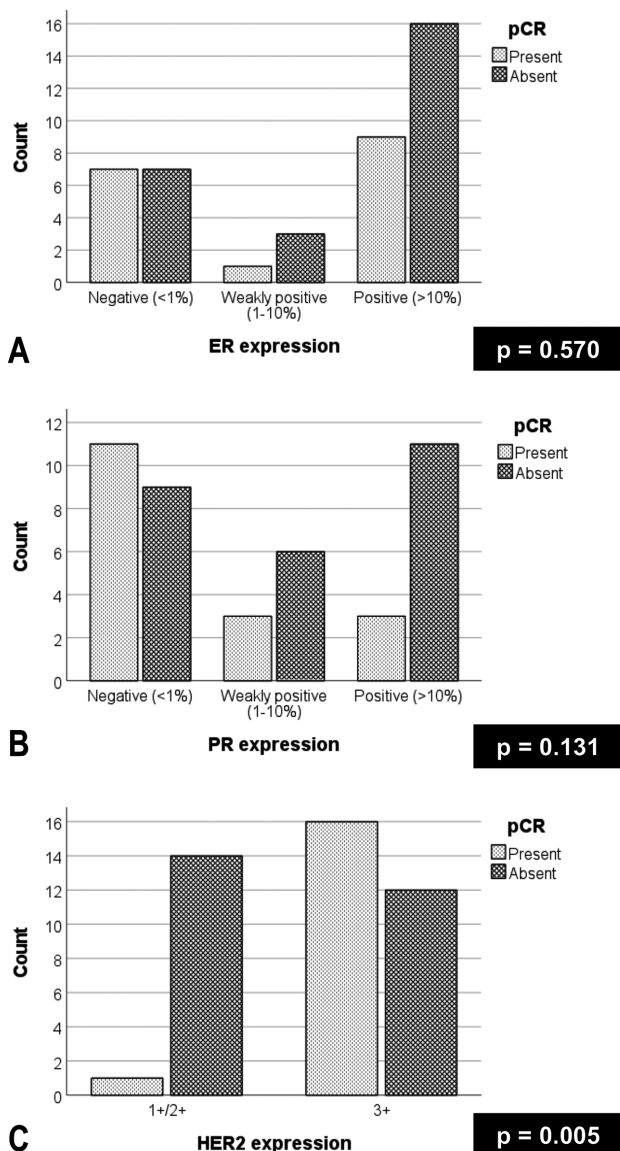 16
14
12
10
8
6
4
2
0
Count
pCR
Present
Absent
Negative (<1%)
Weakly positive
(1-10%)
Positive (>10%)
ER expression
A
p = 0.570
12
10
8
6
4
2
0
Count
pCR
Present
Absent
Negative (<1%)
Weakly positive
(1-10%)
Positive (>10%)
PR expression
B
p = 0.131
16
14
12
10
8
6
4
2
0
Count
pCR
Present
Absent
1+/2+
3+
HER2 expression
C
p = 0.005